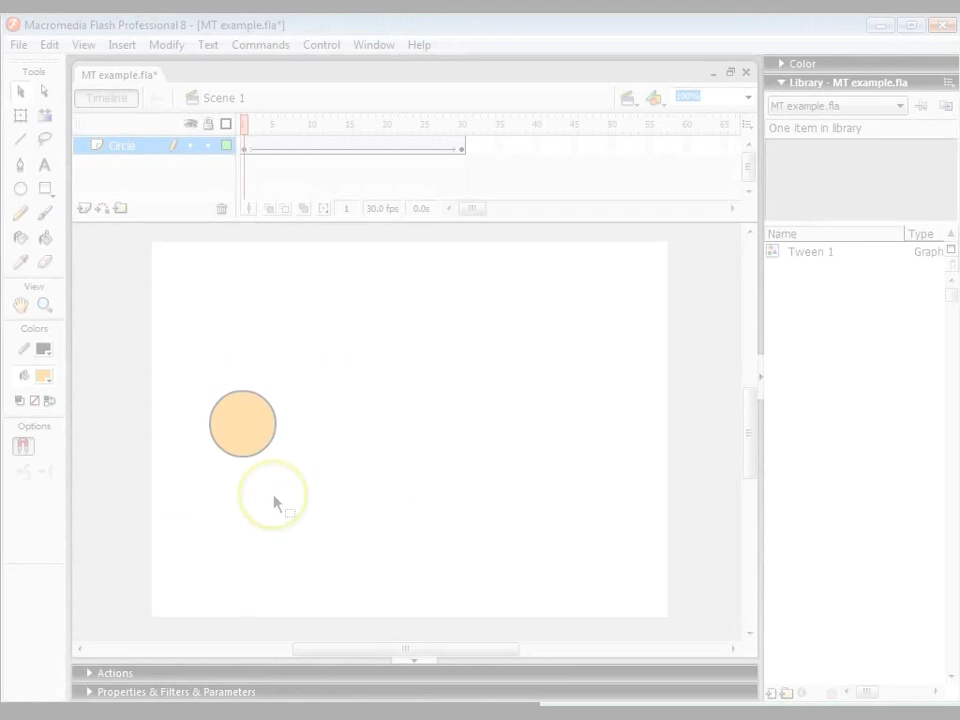 Macromedia Flash Professional 8 - [MT example.fla*]
File Edit View Insert Modify Text Commands Control Window Help
Tools
MT example.fla*
Color
Library - MT example.fla
Timeline
Scene 1
100%
MT example.fla
One item in library
5 10 15 20 25 30 35 40 45 50 55 60 65
Circle
1 30.0 fps 0.0s
Name Type
Tween 1 Graph
View
Colors
Options
Actions
Properties & Filters & Parameters